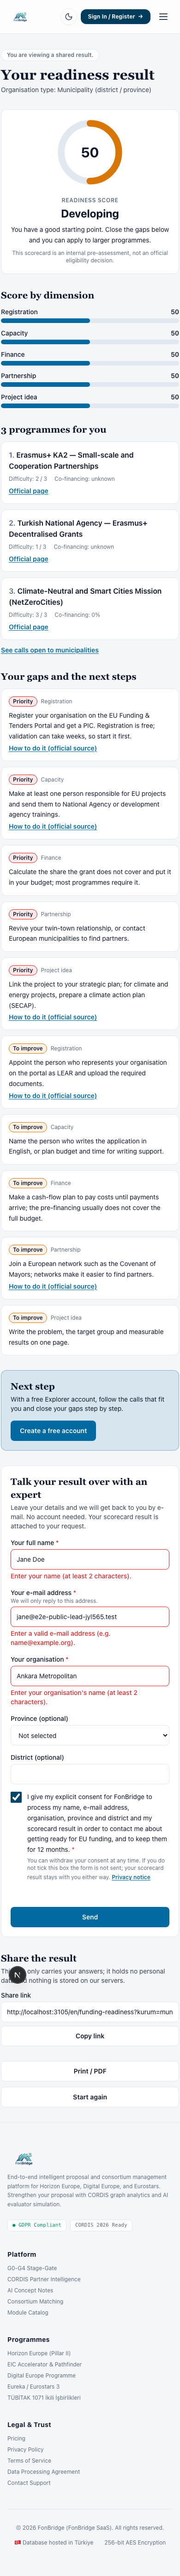 FonBridge
Sign In / Register →
You are viewing a shared result.
Your readiness result
Organisation type: Municipality (district / province)
50
READINESS SCORE
Developing
You have a good starting point. Close the gaps below
and you can apply to larger programmes.
This scorecard is an internal pre-assessment, not an official
eligibility decision.
Score by dimension
Registration 50
Capacity 50
Finance 50
Partnership 50
Project idea 50
3 programmes for you
1. Erasmus+ KA2 — Small-scale and
Cooperation Partnerships
Difficulty: 2 / 3 Co-financing: unknown
Official page
2. Turkish National Agency — Erasmus+
Decentralised Grants
Difficulty: 1 / 3 Co-financing: unknown
Official page
3. Climate-Neutral and Smart Cities Mission
(NetZeroCities)
Difficulty: 3 / 3 Co-financing: 0%
Official page
See calls open to municipalities
Your gaps and the next steps
Priority Registration
Register your organisation on the EU Funding &
Tenders Portal and get a PIC. Registration is free;
validation can take weeks, so start it first.
How to do it (official source)
Priority Capacity
Make at least one person responsible for EU projects
and send them to National Agency or development
agency trainings.
How to do it (official source)
Priority Finance
Calculate the share the grant does not cover and put it
in your budget; most programmes require it.
Priority Partnership
Revive your twin-town relationship, or contact
European municipalities to find partners.
Priority Project idea
Link the project to your strategic plan; for climate and
energy projects, prepare a climate action plan
(SECAP).
How to do it (official source)
To improve Registration
Appoint the person who represents your organisation
on the portal as LEAR and upload the required
documents.
How to do it (official source)
To improve Capacity
Name the person who writes the application in
English, or plan budget and time for writing support.
To improve Finance
Make a cash-flow plan to pay costs until payments
arrive; the pre-financing usually does not cover the
full budget.
To improve Partnership
Join a European network such as the Covenant of
Mayors; networks make it easier to find partners.
How to do it (official source)
To improve Project idea
Write the problem, the target group and measurable
results on one page.
Next step
With a free Explorer account, follow the calls that fit
you and close your gaps step by step.
Create a free account
Talk your result over with an
expert
Leave your details and we will get back to you by e-
mail. No account needed. Your scorecard result is
attached to your request.
Your full name *
Jane Doe
Enter your name (at least 2 characters).
Your e-mail address *
We will only reply to this address.
jane@e2e-public-lead-jyl565.test
Enter a valid e-mail address (e.g.
name@example.org).
Your organisation *
Ankara Metropolitan
Enter your organisation's name (at least 2
characters).
Province (optional)
Not selected
District (optional)
I give my explicit consent for FonBridge to
process my name, e-mail address,
organisation, province and district and my
scorecard result in order to contact me about
getting ready for EU funding, and to keep them
for 12 months. *
You can withdraw your consent at any time. If you do
not tick this box the form is not sent; your scorecard
result stays with you either way. Privacy notice
Send
Share the result
The only carries your answers; it holds no personal
da nothing is stored on our servers.
N
Share link
http://localhost:3105/en/funding-readiness?kurum=mun
Copy link
Print / PDF
Start again
FonBridge
End-to-end intelligent proposal and consortium management
platform for Horizon Europe, Digital Europe, and Eurostars.
Strengthen your proposal with CORDIS graph analytics and AI
evaluator simulation.
GDPR Compliant CORDIS 2026 Ready
Platform
G0–G4 Stage-Gate
CORDIS Partner Intelligence
AI Concept Notes
Consortium Matching
Module Catalog
Programmes
Horizon Europe (Pillar II)
EIC Accelerator & Pathfinder
Digital Europe Programme
Eureka / Eurostars 3
TÜBİTAK 1071 İkili İşbirlikleri
Legal & Trust
Pricing
Privacy Policy
Terms of Service
Data Processing Agreement
Contact Support
© 2026 FonBridge (FonBridge SaaS). All rights reserved.
Database hosted in Türkiye 256-bit AES Encryption